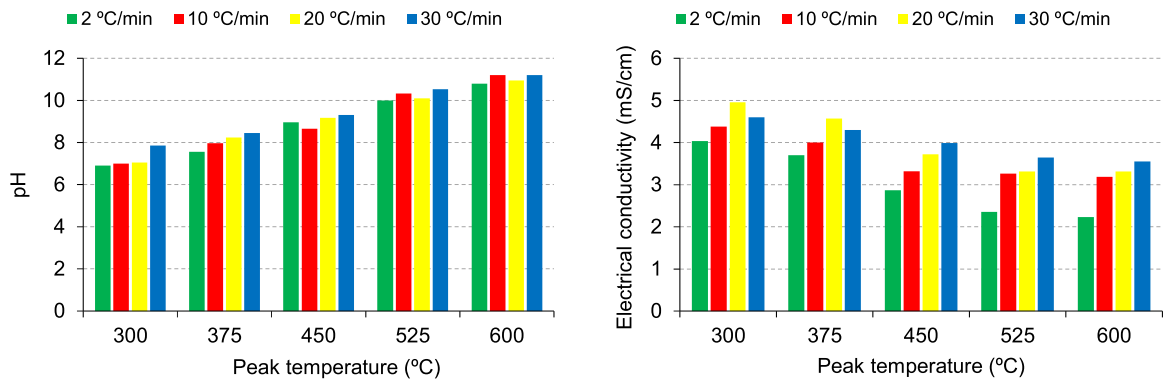 2 ºC/min 10 ºC/min 20 ºC/min 30 ºC/min
12
10
8
6
4
2
0
pH
300 375 450 525 600
Peak temperature (ºC)
2 ºC/min 10 ºC/min 20 ºC/min 30 ºC/min
6
5
4
3
2
1
0
Electrical conductivity (mS/cm)
300 375 450 525 600
Peak temperature (ºC)